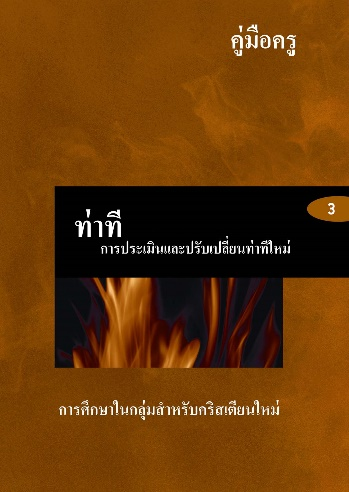 คู่มือครู
3
ท่าที
การประเมินและปรับเปลี่ยนท่าทีใหม่
การศึกษาในกลุ่มสำหรับคริสเตียนใหม่